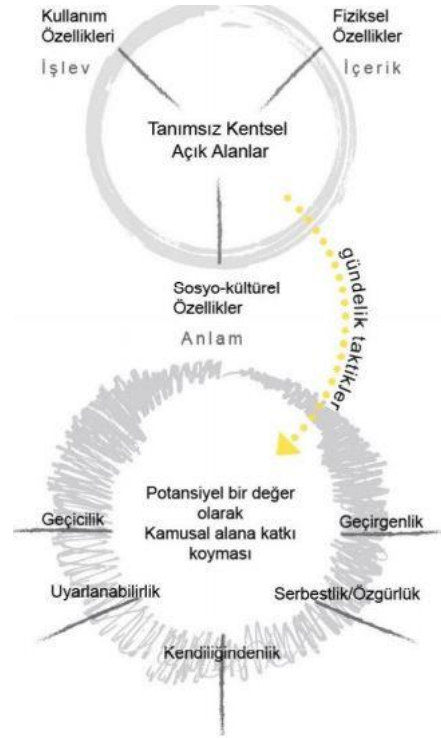 Kullanım
Özellikleri
İşlev
Fiziksel
Özellikler
İçerik
Tanımsız Kentsel
Açık Alanlar
Sosyo-kültürel
Özellikler
Anlam
gündelik taktikler
Potansiyel bir değer
olarak
Kamusal alana katkı
koyması
Geçicilik
Geçirgenlik
Uyarlanabilirlik
Serbestlik/Özgürlük
Kendiliğindenlik